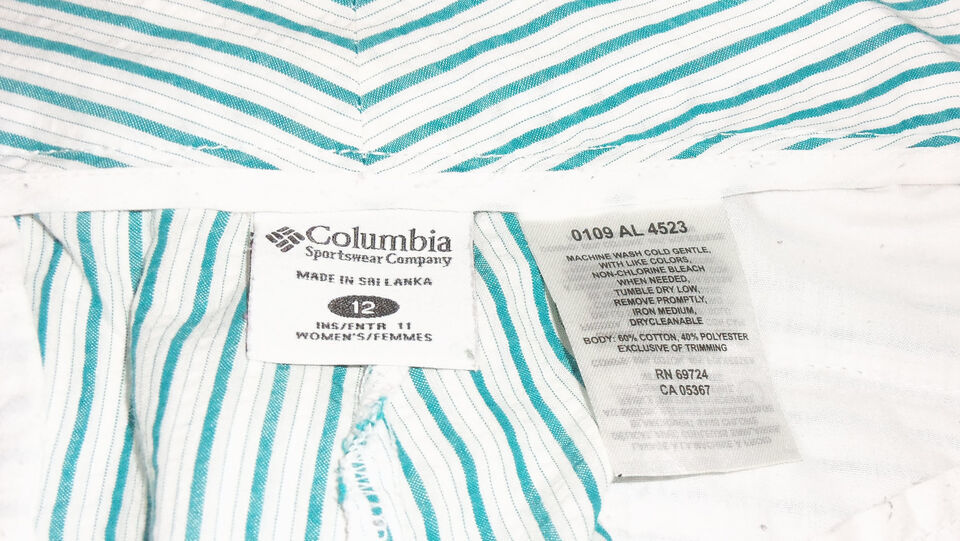 Columbia
Sportswear Company
MADE IN SRI LANKA
12
INS/ENTR 11
WOMEN'S/FEMMES
0109 AL 4523
MACHINE WASH COLD GENTLE,
WITH LIKE COLORS,
NON-CHLORINE BLEACH
WHEN NEEDED,
TUMBLE DRY LOW,
REMOVE PROMPTLY,
IRON MEDIUM,
DRYCLEANABLE
BODY: 60% COTTON, 40% POLYESTER
EXCLUSIVE OF TRIMMING
RN 69724
CA 05367